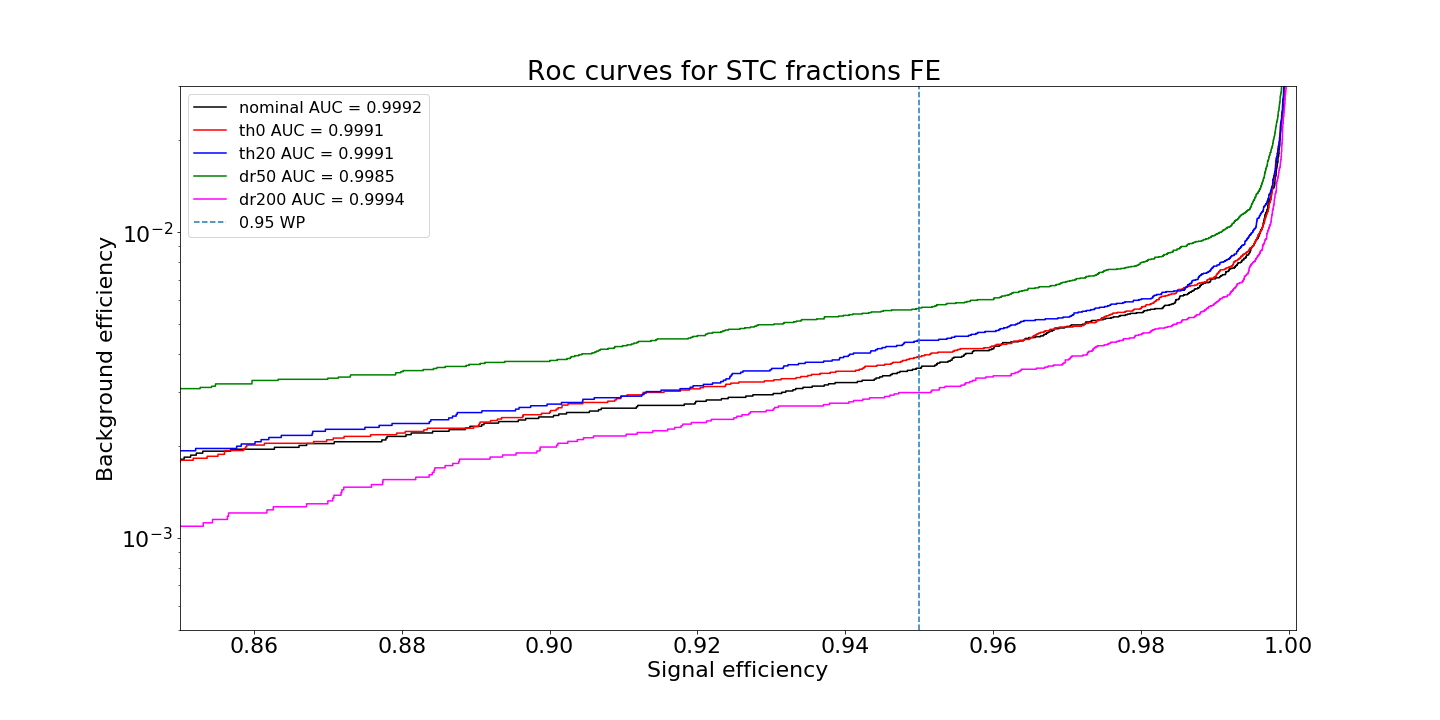 Roc curves for STC fractions FE
nominal AUC = 0.9992
th0 AUC = 0.9991
th20 AUC = 0.9991
dr50 AUC = 0.9985
dr200 AUC = 0.9994
0.95 WP
Background efficiency
10⁻²
10⁻³
0.86 0.88 0.90 0.92 0.94 0.96 0.98 1.00
Signal efficiency